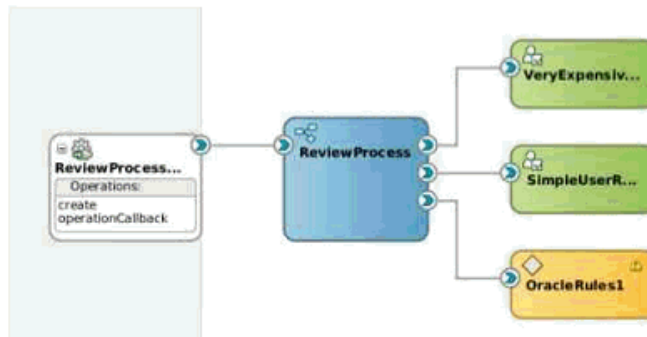 ReviewProcess...
Operations:
create
operationCallback
ReviewProcess
VeryExpensiv...
SimpleUserR...
OracleRules1